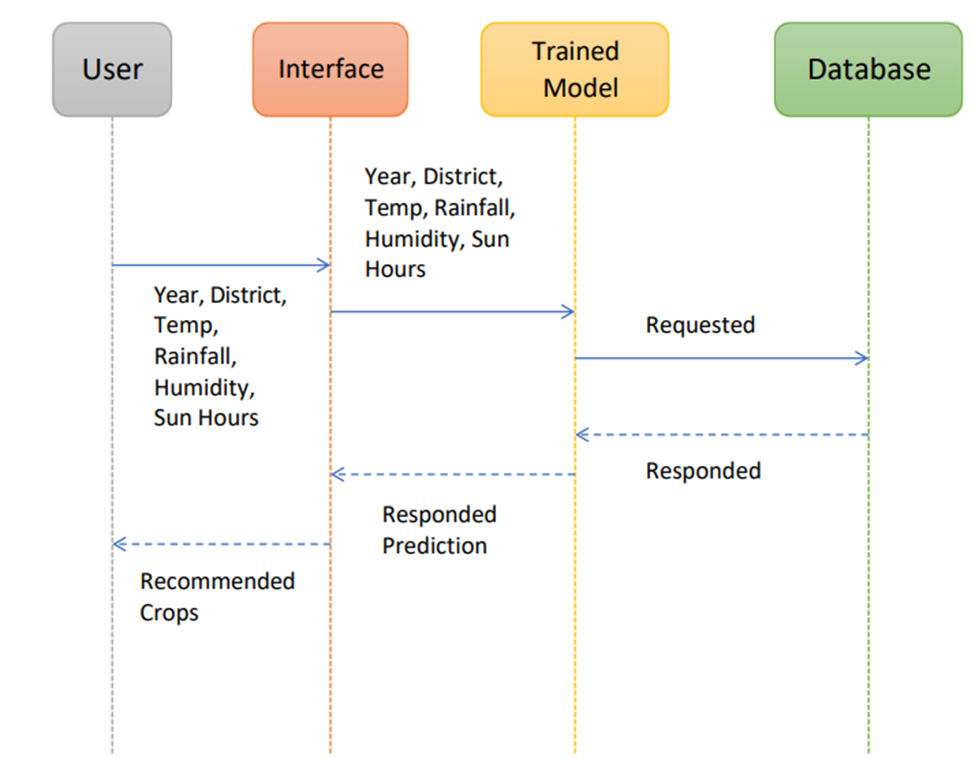 User
Interface
Trained
Model
Database
Year, District,
Temp, Rainfall,
Humidity, Sun
Hours
Year, District,
Temp,
Rainfall,
Humidity,
Sun Hours
Requested
Responded
Responded
Prediction
Recommended
Crops